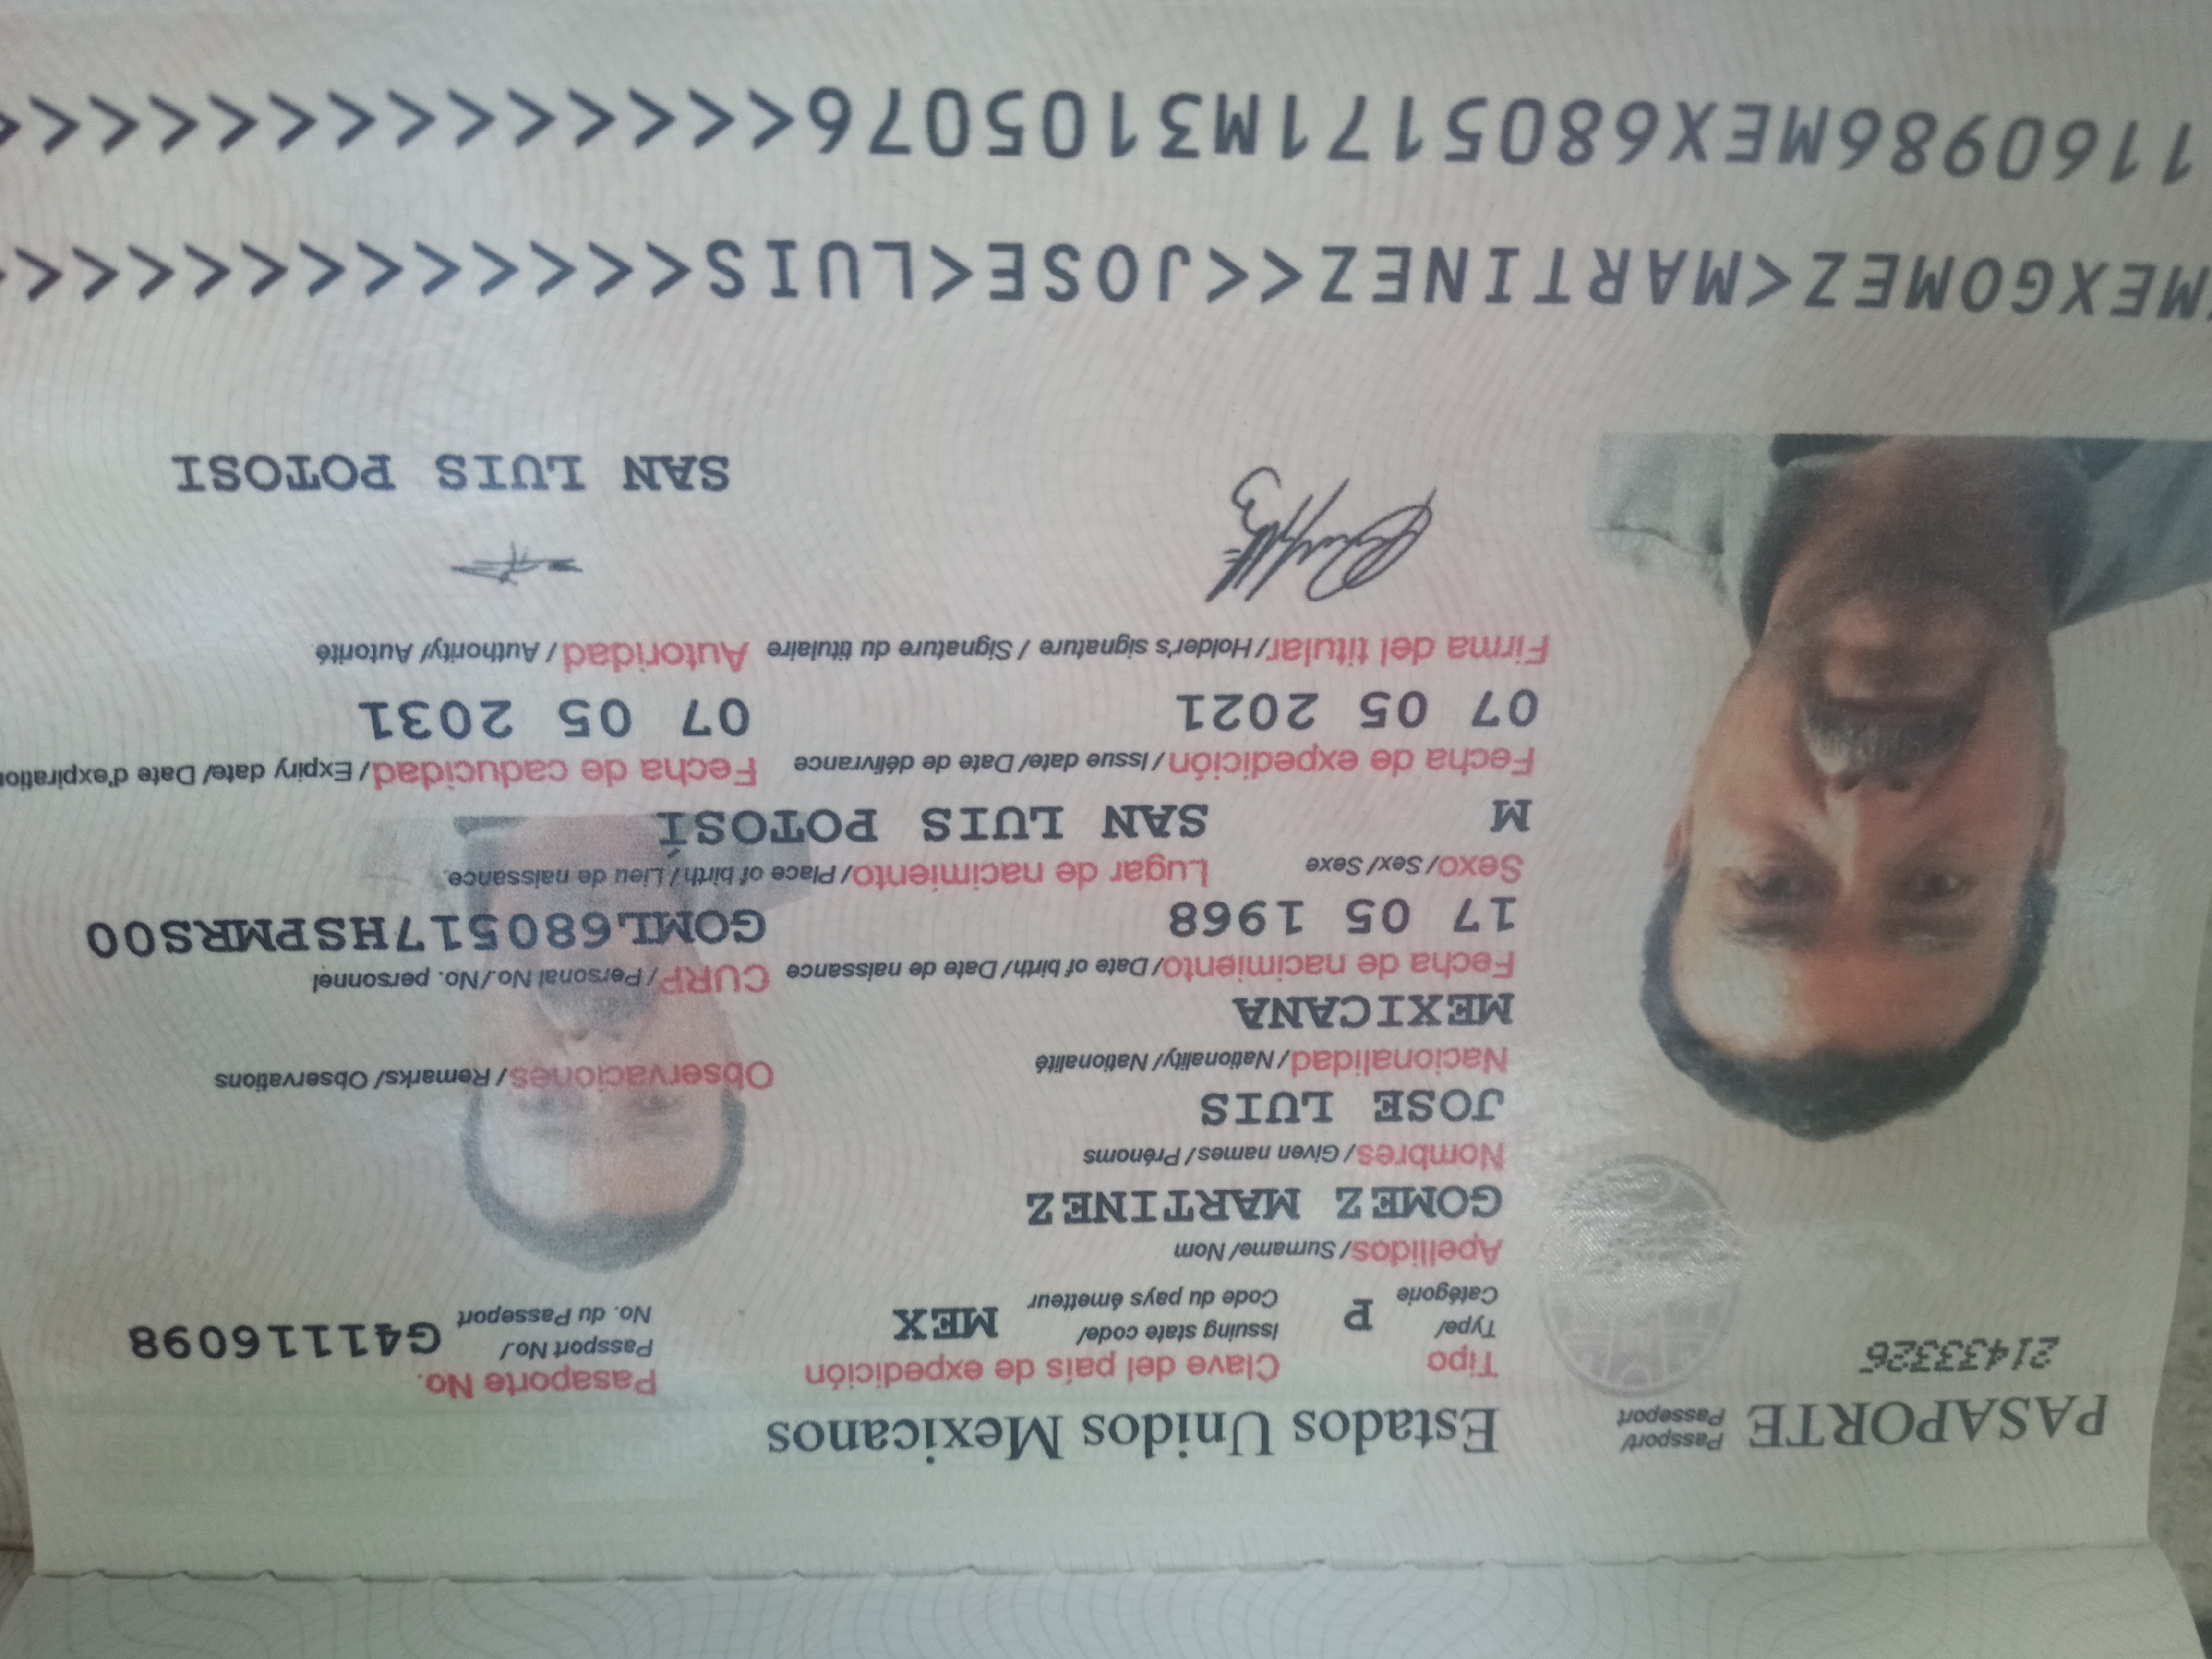 Estados Unidos Mexicanos
PASAPORTE Passport/ Passeport
21433326
Tipo Type/ Catégorie P
Clave del país de expedición Issuing state code/ Code du pays émetteur MEX
Pasaporte No. Passport No./ No. du Passeport G41116098
Apellidos/ Surname/ Nom
GOMEZ MARTINEZ
Nombres/ Given names/ Prénoms
JOSE LUIS
Observaciones/ Remarks/ Observations
Nacionalidad/ Nationality/ Nationalité
MEXICANA
Fecha de nacimiento/ Date of birth/ Date de naissance
17 05 1968
CURP/ Personal No./No. personnel
GOML680517HSPMRS00
Sexo/ Sex/ Sexe
M
Lugar de nacimiento/ Place of birth/ Lieu de naissance
SAN LUIS POTOSÍ
Fecha de expedición/ Issue date/ Date de délivrance
07 05 2021
Fecha de caducidad/ Expiry date/ Date d'expiration
07 05 2031
Firma del titular/ Holder's signature / Signature du titulaire
Autoridad/ Authority/ Autorité
SAN LUIS POTOSI
MEXGOMEZ<MARTINEZ<<JOSE<LUIS<<<<<<<<<<<<
1160986MEX6805171M3105076<<<<<<<<<<<<<<